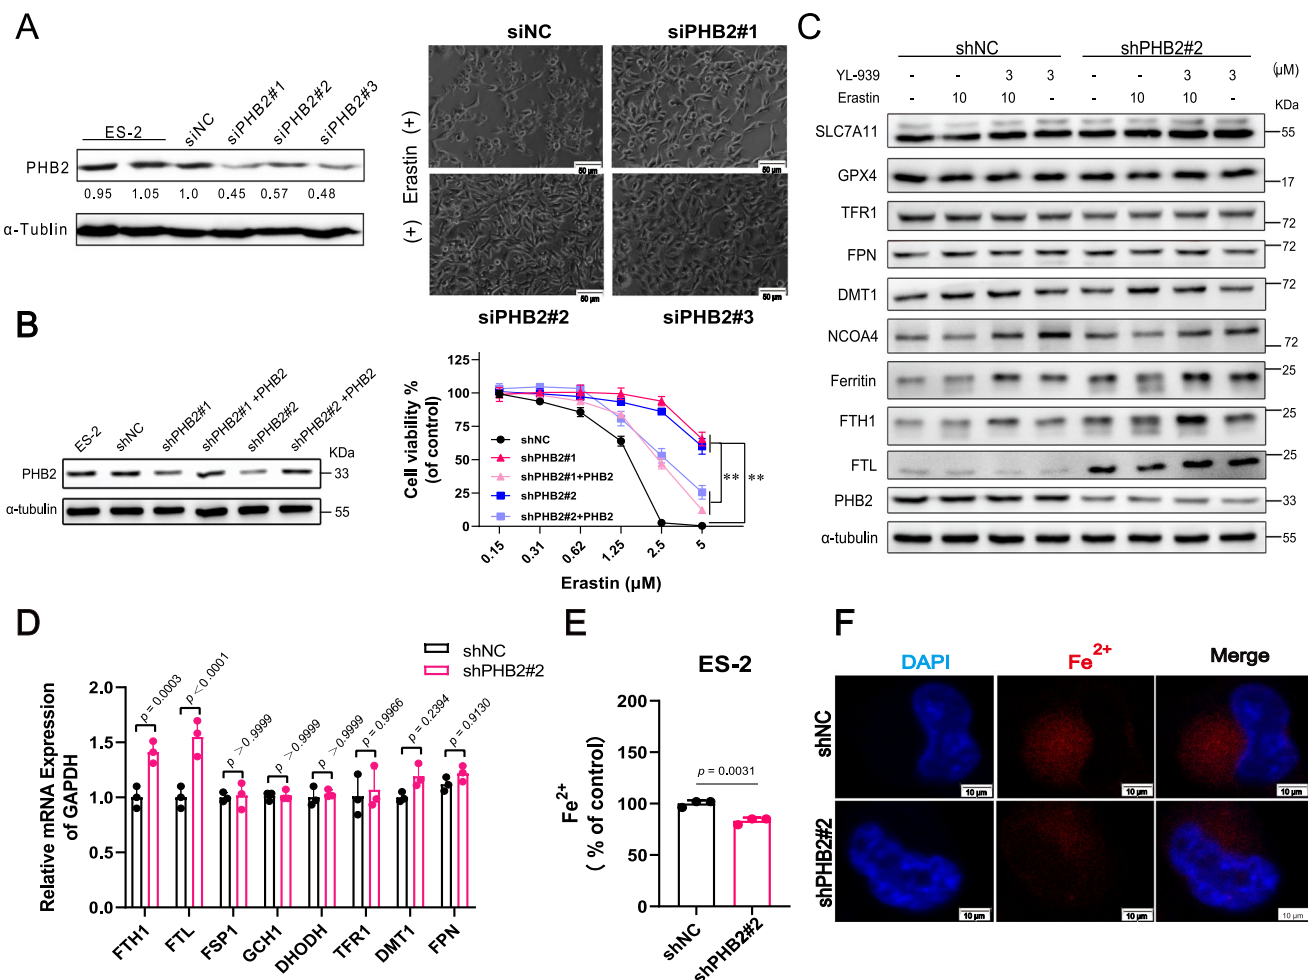 A
siNC
siPHB2#1
ES-2
siNC
siPHB2#1
siPHB2#2
siPHB2#3
PHB2
0.95 1.05 1.0 0.45 0.57 0.48
α-Tublin
Erastin (+)
(+)
50 μm
50 μm
50 μm
50 μm
siPHB2#2
siPHB2#3
B
ES-2
shNC
shPHB2#1
shPHB2#1 +PHB2
shPHB2#2
shPHB2#2 +PHB2
KDa
PHB2
33
α-tubulin
55
Cell viability %
(of control)
125
100
75
50
25
0
shNC
shPHB2#1
shPHB2#1+PHB2
shPHB2#2
shPHB2#2+PHB2
** **
0.15 0.31 0.62 1.25 2.5 5
Erastin (μM)
C
shNC shPHB2#2
YL-939 - - 3 3 - - 3 3 (μM)
Erastin - 10 10 - - 10 10 -
KDa
SLC7A11 55
GPX4 17
TFR1 72
FPN 72
DMT1 72
NCOA4 72
Ferritin 25
FTH1 25
FTL 25
PHB2 33
α-tubulin 55
D
shNC
shPHB2#2
Relative mRNA Expression
of GAPDH
2.0
1.5
1.0
0.5
0.0
p = 0.0003
p < 0.0001
p > 0.9999
p > 0.9999
p > 0.9999
p = 0.9966
p = 0.2394
p = 0.9130
FTH1
FTL
FSP1
GCH1
DHODH
TFR1
DMT1
FPN
E
ES-2
Fe2+
( % of control)
200
150
100
50
0
p = 0.0031
shNC
shPHB2#2
F
DAPI Fe2+ Merge
shNC
10 μm
10 μm
10 μm
shPHB2#2
10 μm
10 μm
10 μm